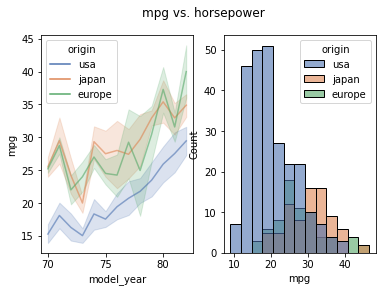 mpg vs. horsepower
45
40
35
30
25
20
15
mpg
origin
usa
japan
europe
70
75
80
model_year
50
40
30
20
10
0
Count
origin
usa
japan
europe
10
20
30
40
mpg